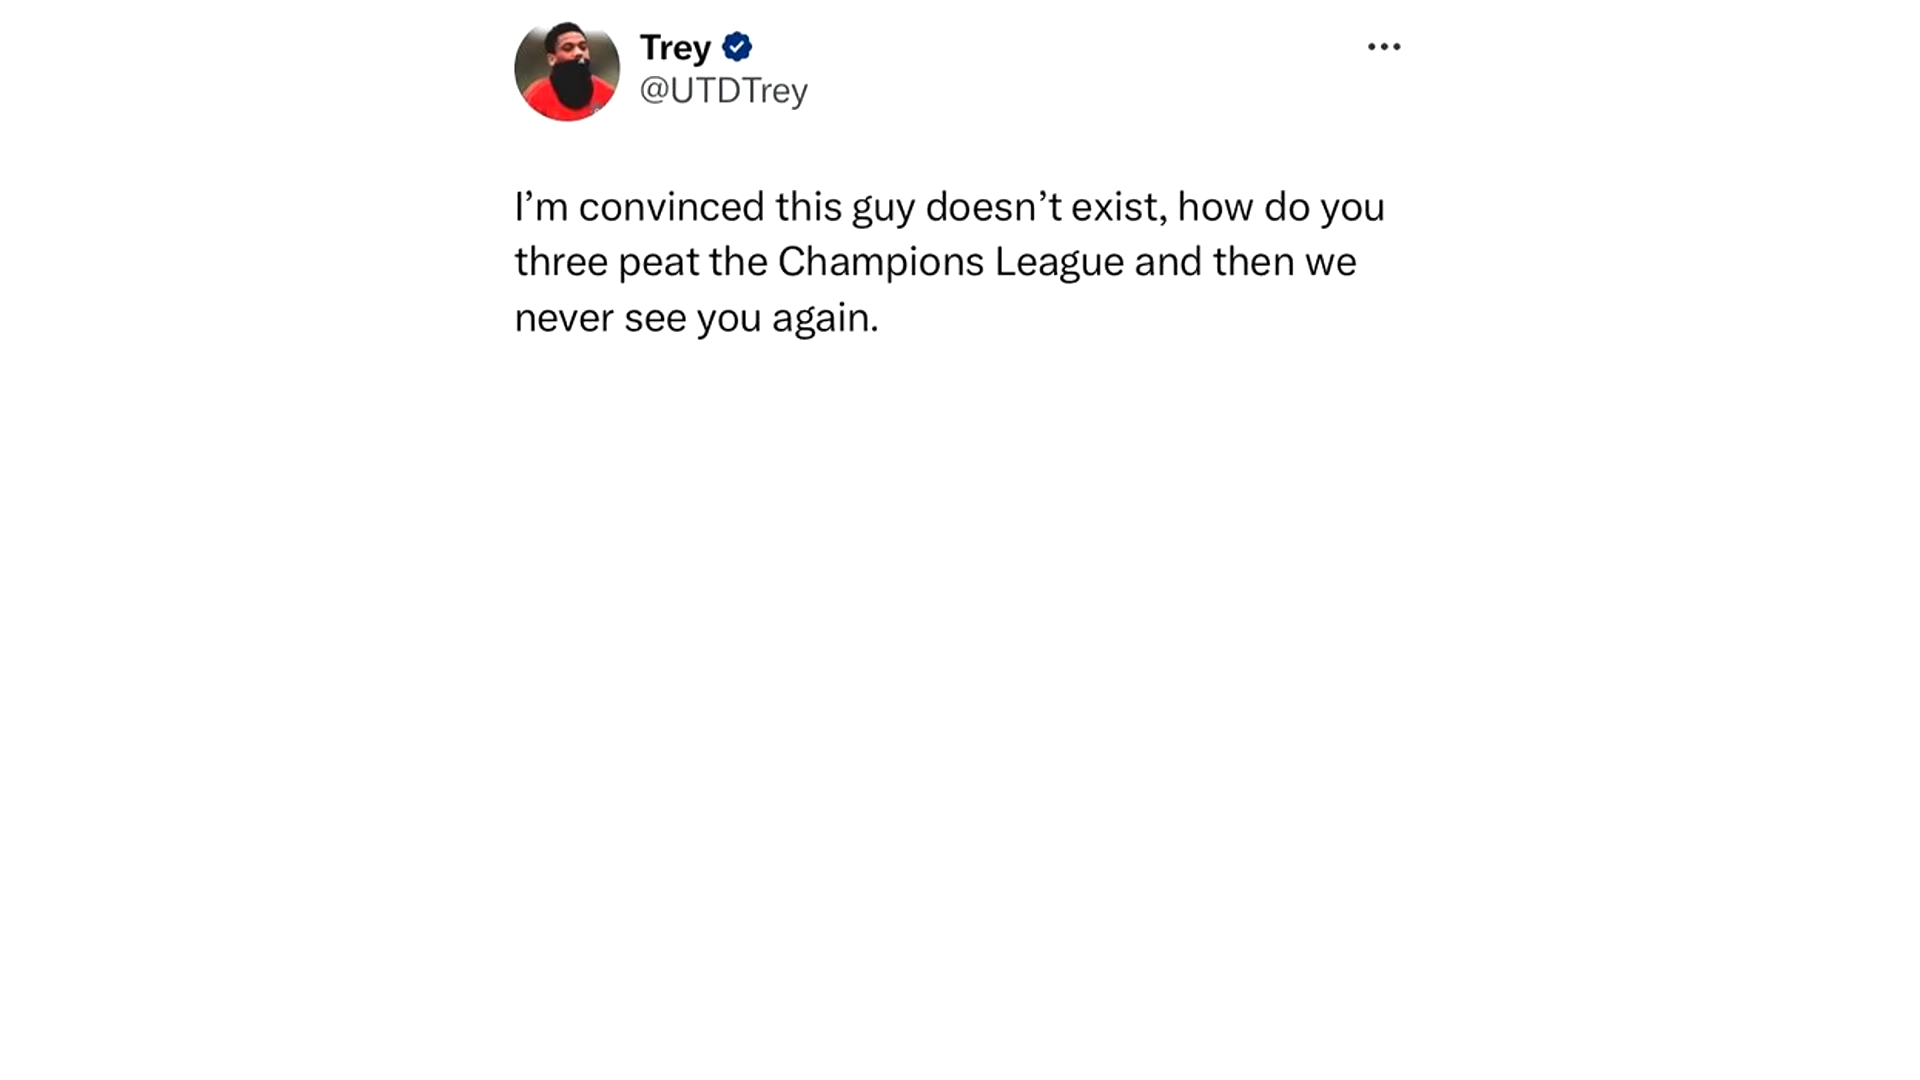 Trey
@UTDTrey
I’m convinced this guy doesn’t exist, how do you
three peat the Champions League and then we
never see you again.